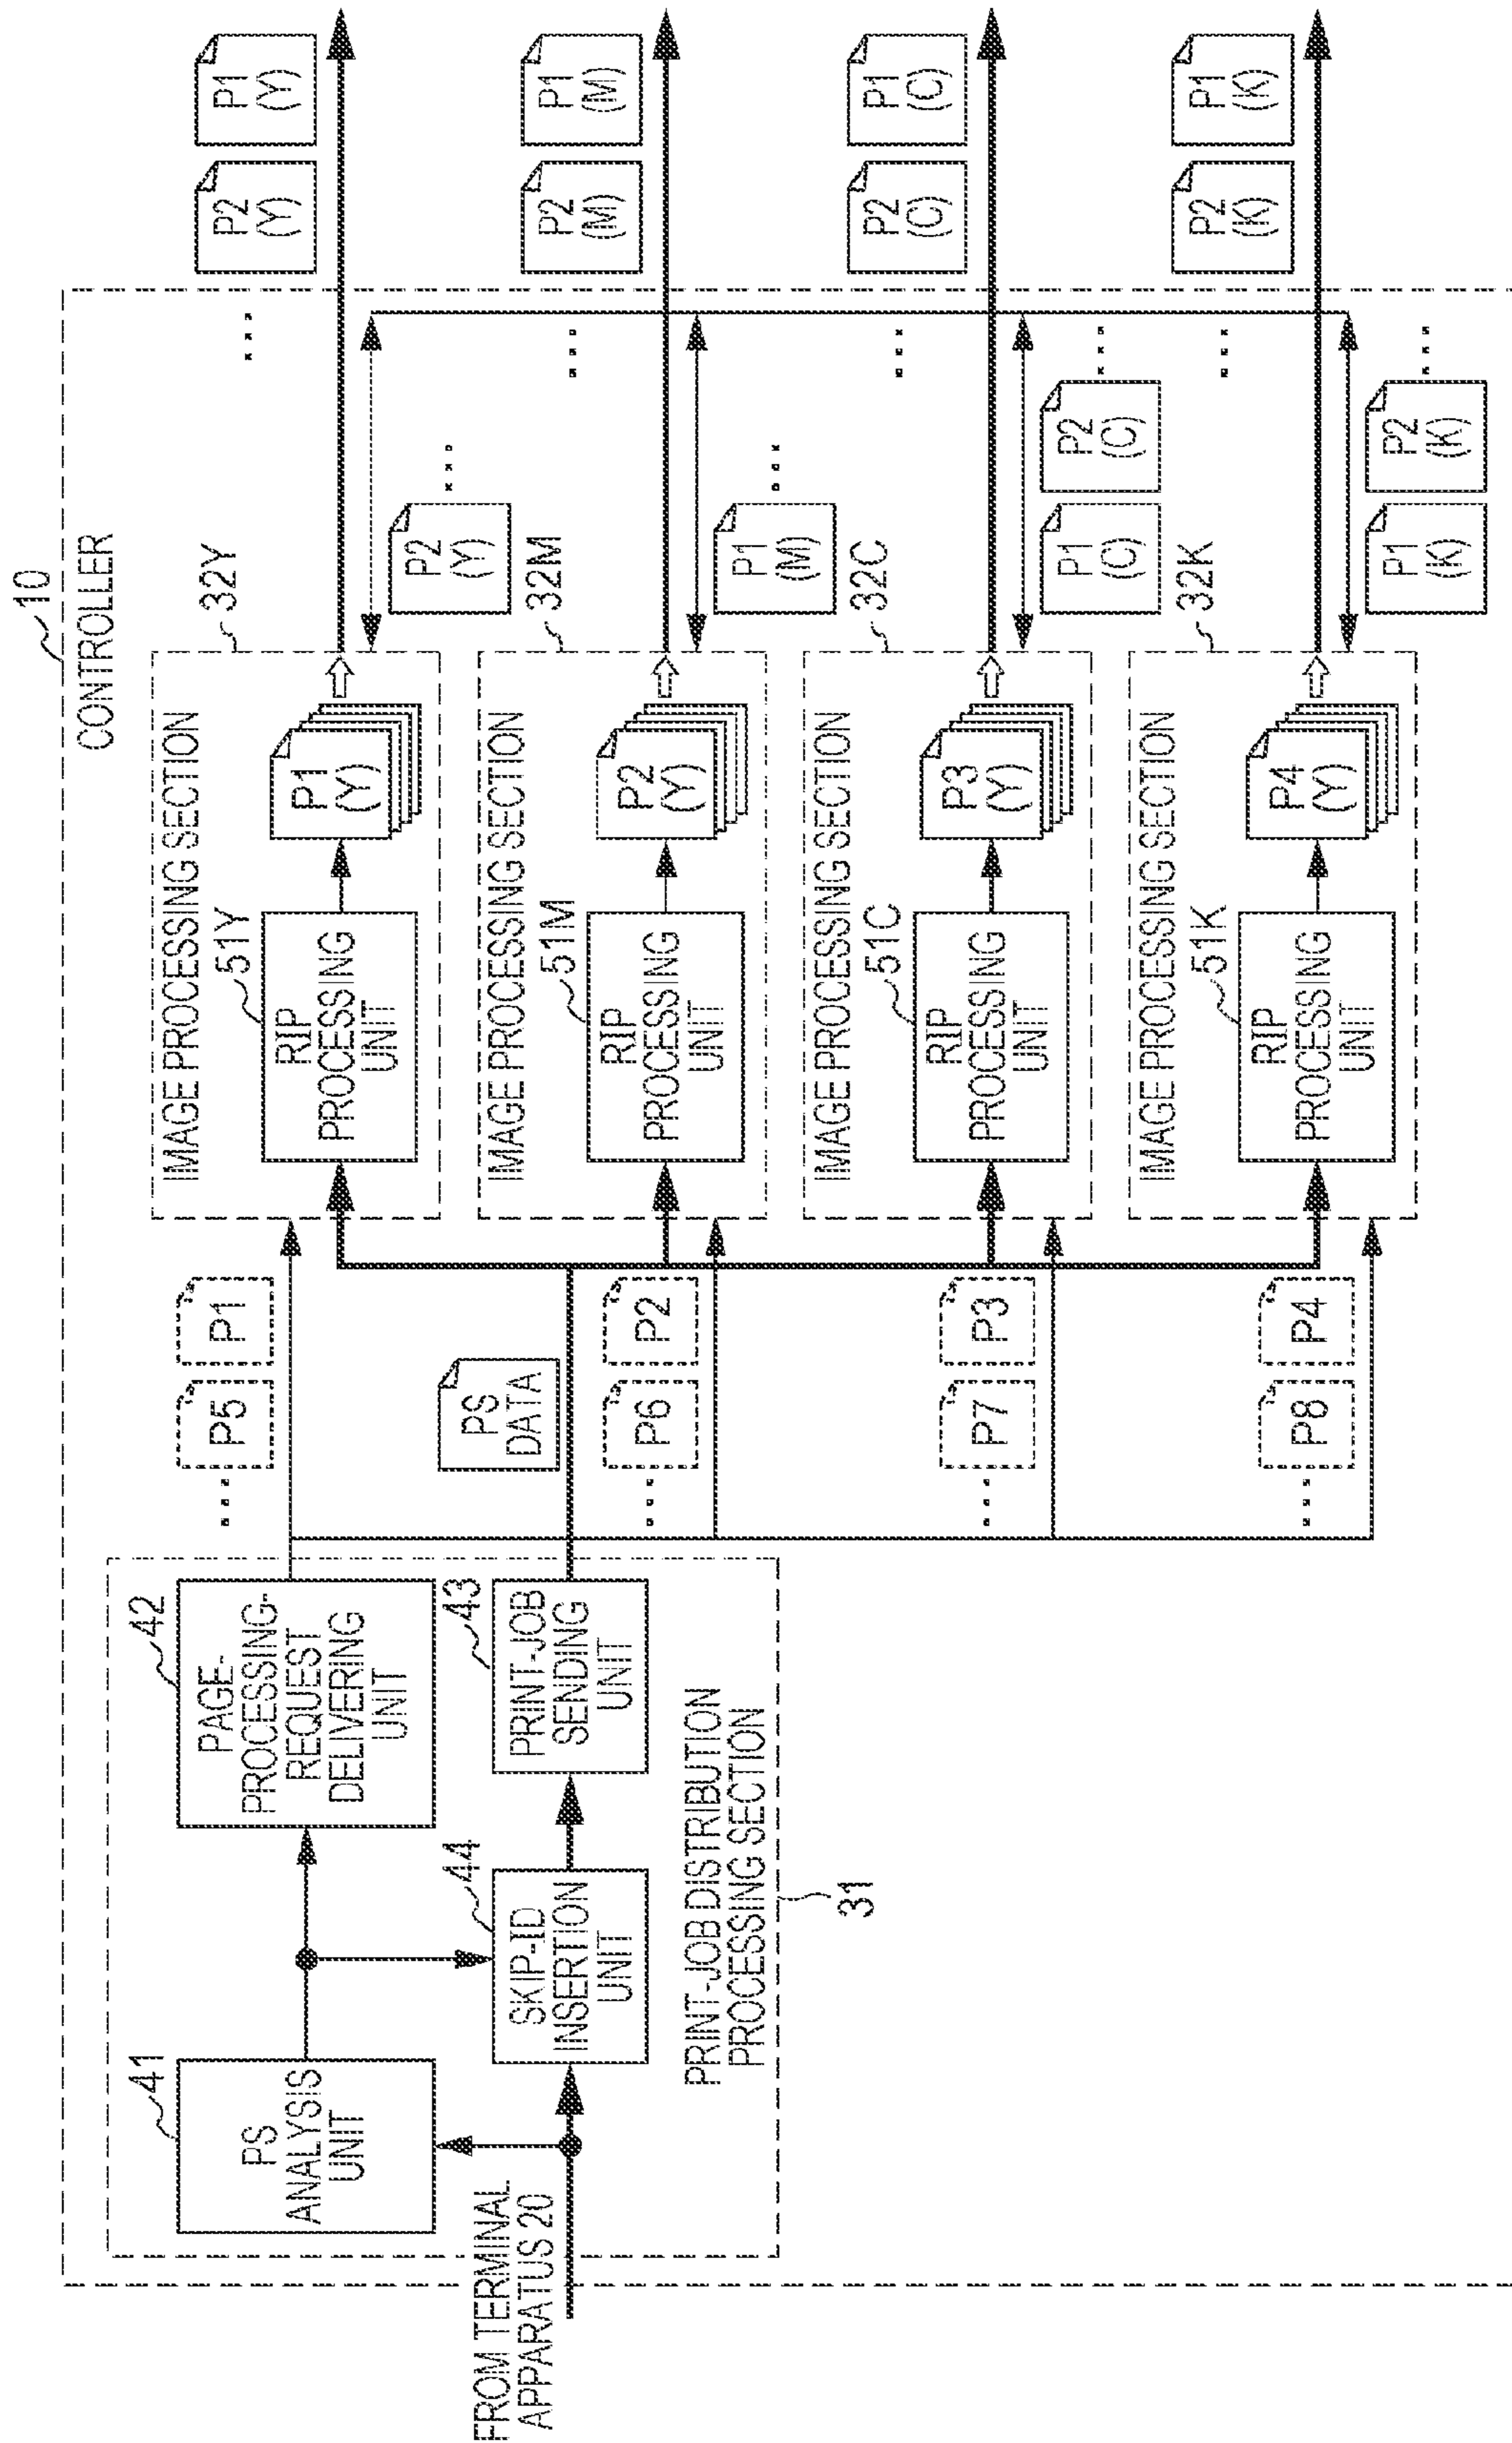 10
CONTROLLER
FROM TERMINAL
APPARATUS 20
41
PS
ANALYSIS
UNIT
42
PAGE-
PROCESSING-
REQUEST
DELIVERING
UNIT
44
SKIP-ID
INSERTION
UNIT
43
PRINT-JOB
SENDING
UNIT
PRINT-JOB DISTRIBUTION
PROCESSING SECTION
31
... P5 P1
PS
DATA
... P6 P2
... P7 P3
... P8 P4
32Y
IMAGE PROCESSING SECTION
51Y
RIP
PROCESSING
UNIT
P1
(Y)
P2
(Y)
...
...
P2
(Y)
P1
(Y)
32M
IMAGE PROCESSING SECTION
51M
RIP
PROCESSING
UNIT
P2
(Y)
P1
(M)
...
...
P2
(M)
P1
(M)
32C
IMAGE PROCESSING SECTION
51C
RIP
PROCESSING
UNIT
P3
(Y)
P1
(C)
P2
(C)
...
...
P2
(C)
P1
(C)
32K
IMAGE PROCESSING SECTION
51K
RIP
PROCESSING
UNIT
P4
(Y)
P1
(K)
P2
(K)
...
...
P2
(K)
P1
(K)